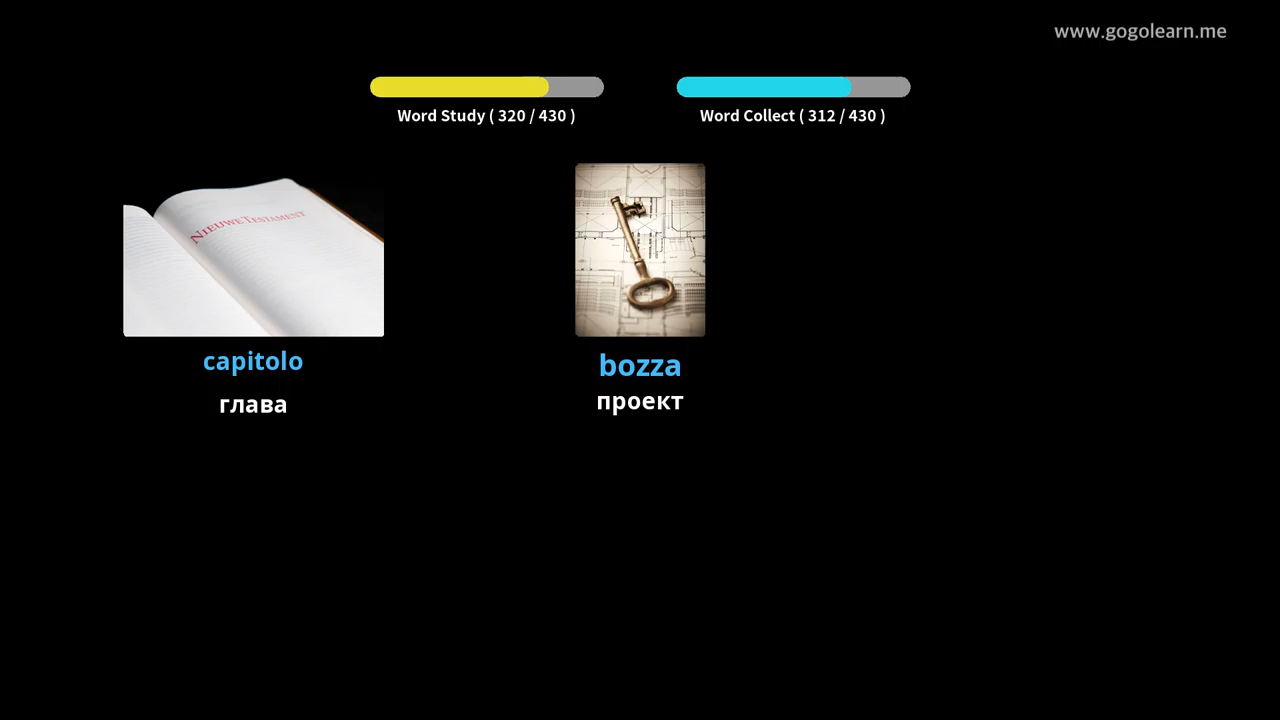 www.gogolearn.me
Word Study ( 320 / 430 )
Word Collect ( 312 / 430 )
NIEUWE TESTAMENT
capitolo
глава
bozza
проект